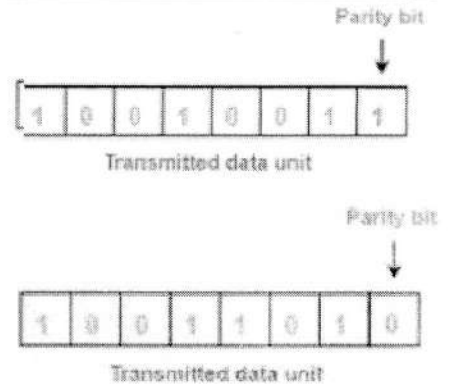 Parity bit
1 0 0 1 0 0 1 1
Transmitted data unit
Parity bit
1 0 0 1 1 0 1 0
Transmitted data unit